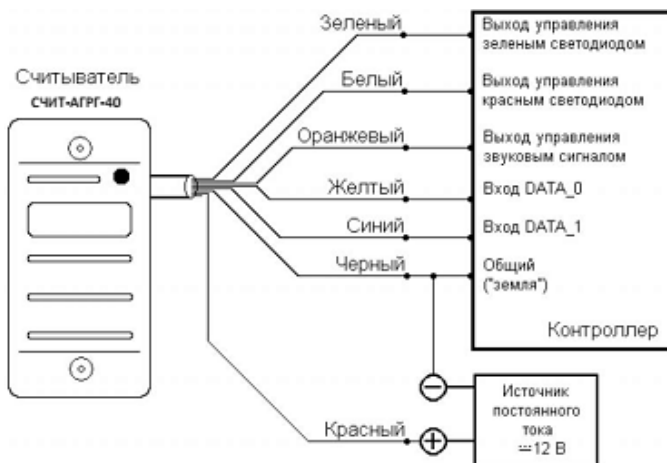 Считыватель
СЧИТ-АГРГ-40
Зеленый
Белый
Оранжевый
Желтый
Синий
Черный
Красный
Выход управления
зеленым светодиодом
Выход управления
красным светодиодом
Выход управления
звуковым сигналом
Вход DATA_0
Вход DATA_1
Общий
("земля")
Контроллер
−
+
Источник
постоянного
тока
⎓12 В